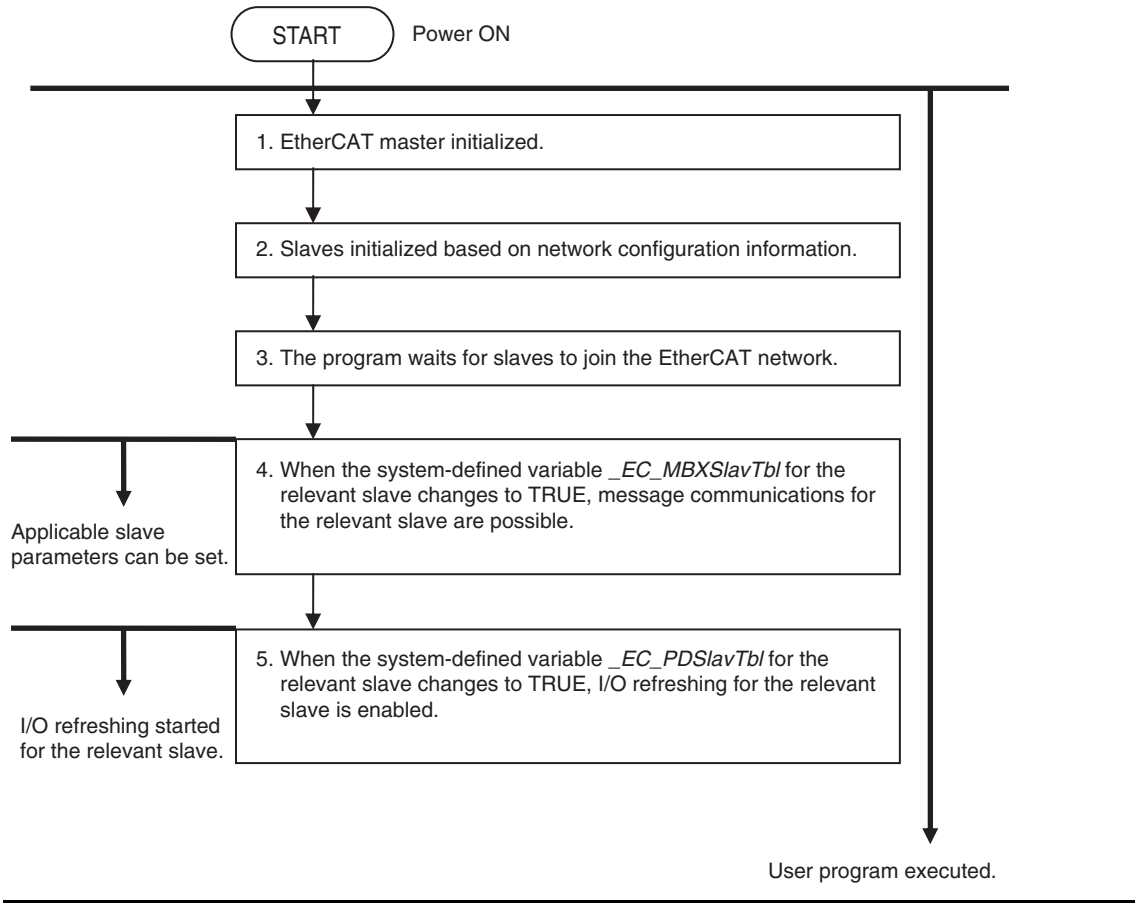 START
Power ON
1. EtherCAT master initialized.
2. Slaves initialized based on network configuration information.
3. The program waits for slaves to join the EtherCAT network.
4. When the system-defined variable _EC_MBXSlavTbl for the
relevant slave changes to TRUE, message communications for
the relevant slave are possible.
Applicable slave
parameters can be set.
5. When the system-defined variable _EC_PDSlavTbl for the
relevant slave changes to TRUE, I/O refreshing for the relevant
slave is enabled.
I/O refreshing started
for the relevant slave.
User program executed.